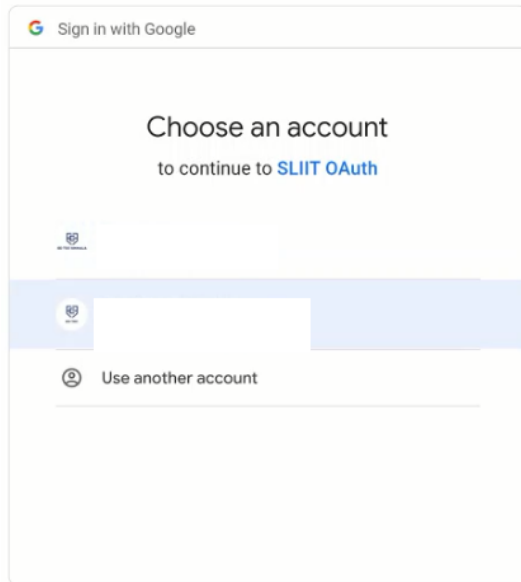 Sign in with Google
Choose an account
to continue to SLIIT OAuth
Use another account